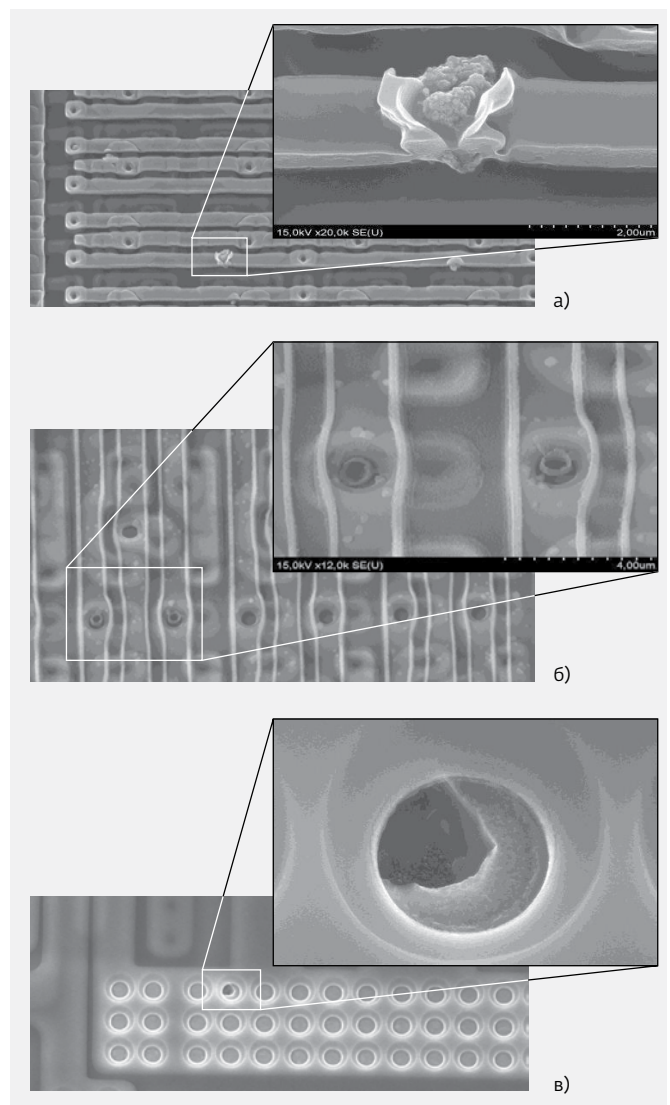 15,0kV x20,0k SE(U) 2,00um
а)
15,0kV x12,0k SE(U) 4,00um
б)
в)